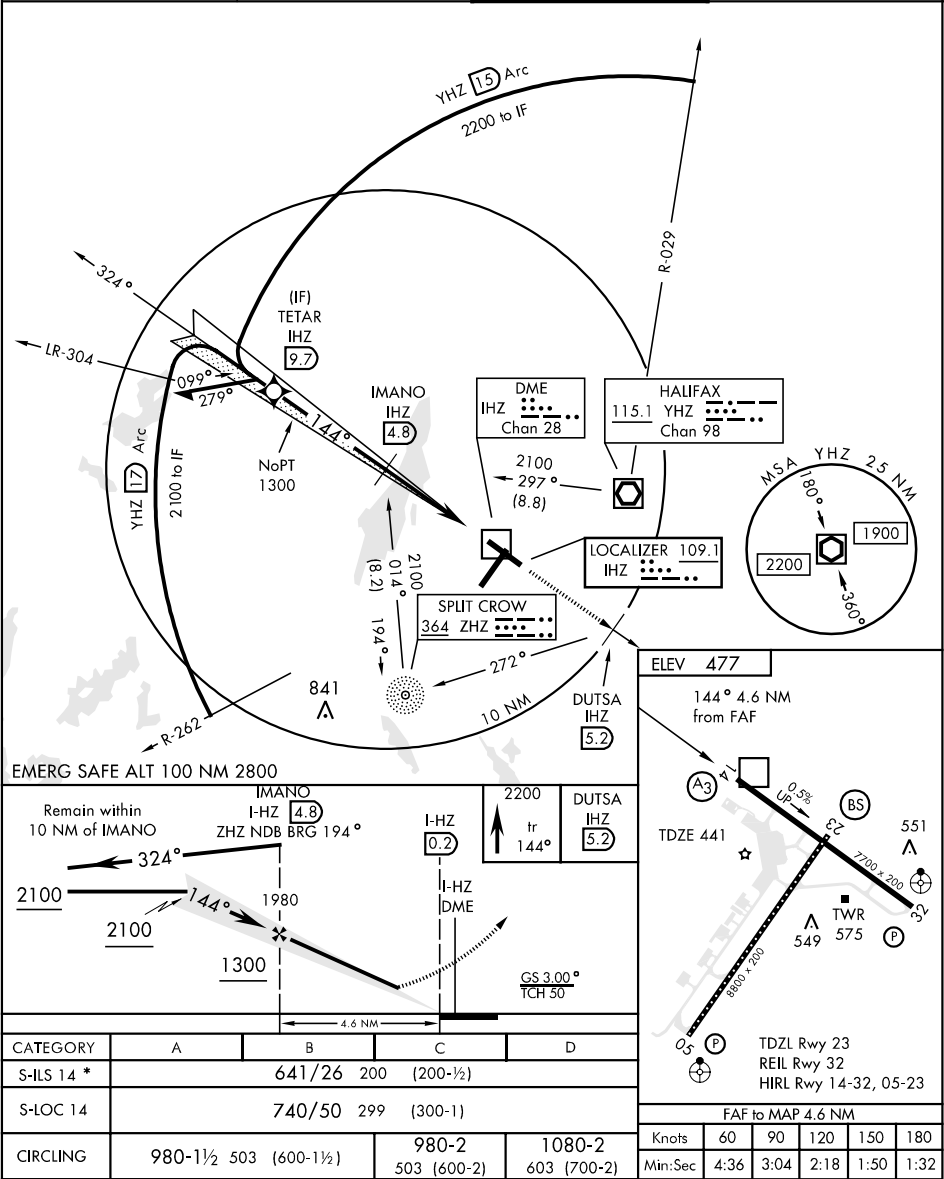 YHZ 15 Arc
2200 to IF
R-029
324°
LR-304
099°
279°
(IF)
TETAR
IHZ
9.7
144°
NoPT
1300
IMANO
IHZ
4.8
YHZ 17 Arc
2100 to IF
DME
IHZ
Chan 28
HALIFAX
115.1 YHZ
Chan 98
2100
297°
(8.8)
LOCALIZER 109.1
IHZ
MSA YHZ 25 NM
180°
1900
2200
360°
2100
014°
(8.2)
194°
SPLIT CROW
364 ZHZ
272°
10 NM
DUTSA
IHZ
5.2
841
R-262
EMERG SAFE ALT 100 NM 2800
ELEV 477
144° 4.6 NM
from FAF
14
A3
0.5%
UP
BS
23
TDZE 441
551
7700 x 200
32
TWR
575
549
P
8800 x 200
05
P
TDZL Rwy 23
REIL Rwy 32
HIRL Rwy 14-32, 05-23
Remain within
10 NM of IMANO
IMANO
I-HZ 4.8
ZHZ NDB BRG 194°
I-HZ
0.2
2200
tr
144°
DUTSA
IHZ
5.2
324°
2100
144°
1980
2100
1300
I-HZ
DME
GS 3.00°
TCH 50
4.6 NM
CATEGORY A B C D
S-ILS 14 * 641/26 200 (200-½)
S-LOC 14 740/50 299 (300-1)
CIRCLING 980-1½ 503 (600-1½) 980-2 503 (600-2) 1080-2 603 (700-2)
FAF to MAP 4.6 NM
Knots 60 90 120 150 180
Min:Sec 4:36 3:04 2:18 1:50 1:32